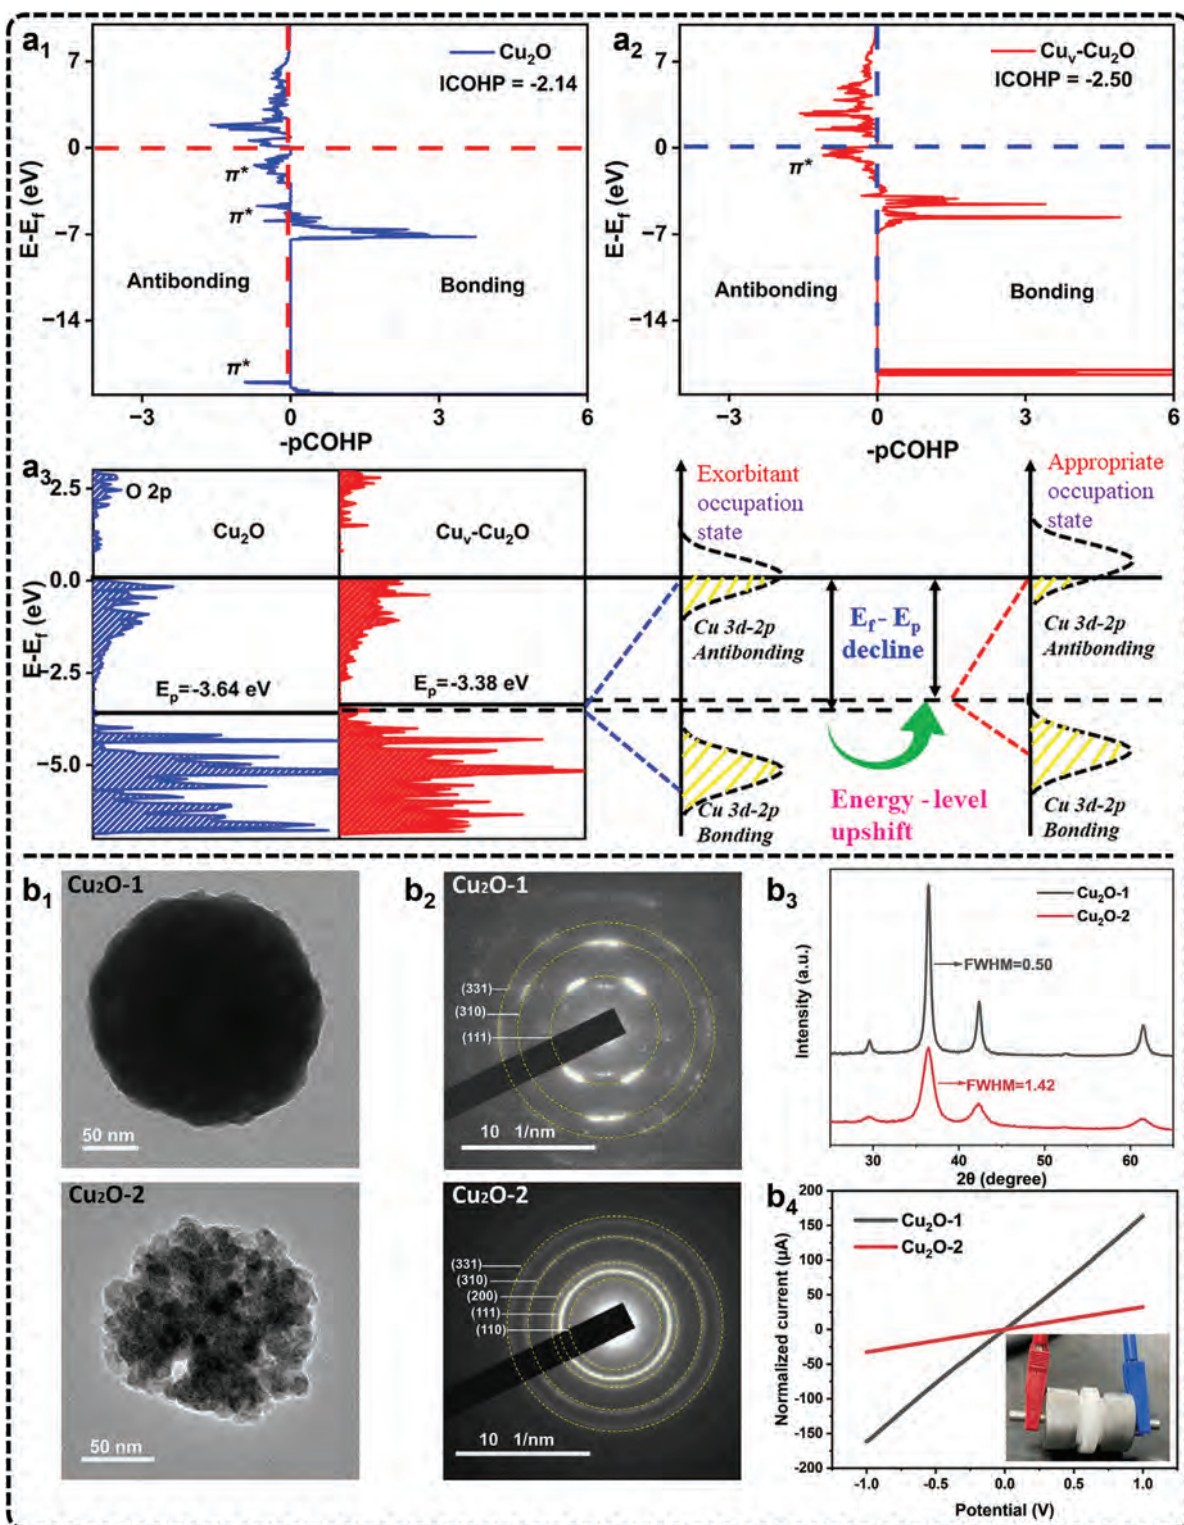 a1
Cu2O
ICOHP = -2.14
7
0
−7
−14
E-Ef (eV)
π*
π*
π*
Antibonding
Bonding
−3
0
3
6
-pCOHP
a2
Cuv-Cu2O
ICOHP = -2.50
7
0
−7
−14
E-Ef (eV)
π*
Antibonding
Bonding
−3
0
3
6
-pCOHP
a3
2.5
0.0
−2.5
−5.0
E-Ef (eV)
O 2p
Cu2O
Ep=-3.64 eV
Cuv-Cu2O
Ep=-3.38 eV
Exorbitant
occupation
state
Cu 3d-2p
Antibonding
Cu 3d-2p
Bonding
Ef - Ep
decline
Energy - level
upshift
Appropriate
occupation
state
Cu 3d-2p
Antibonding
Cu 3d-2p
Bonding
b1
Cu2O-1
50 nm
Cu2O-2
50 nm
b2
Cu2O-1
(331)
(310)
(111)
10 1/nm
Cu2O-2
(331)
(310)
(200)
(111)
(110)
10 1/nm
b3
Cu2O-1
Cu2O-2
FWHM=0.50
FWHM=1.42
Intensity (a.u.)
30
40
50
60
2θ (degree)
b4
Cu2O-1
Cu2O-2
200
150
100
50
0
-50
-100
-150
-200
Normalized current (μA)
-1.0
-0.5
0.0
0.5
1.0
Potential (V)